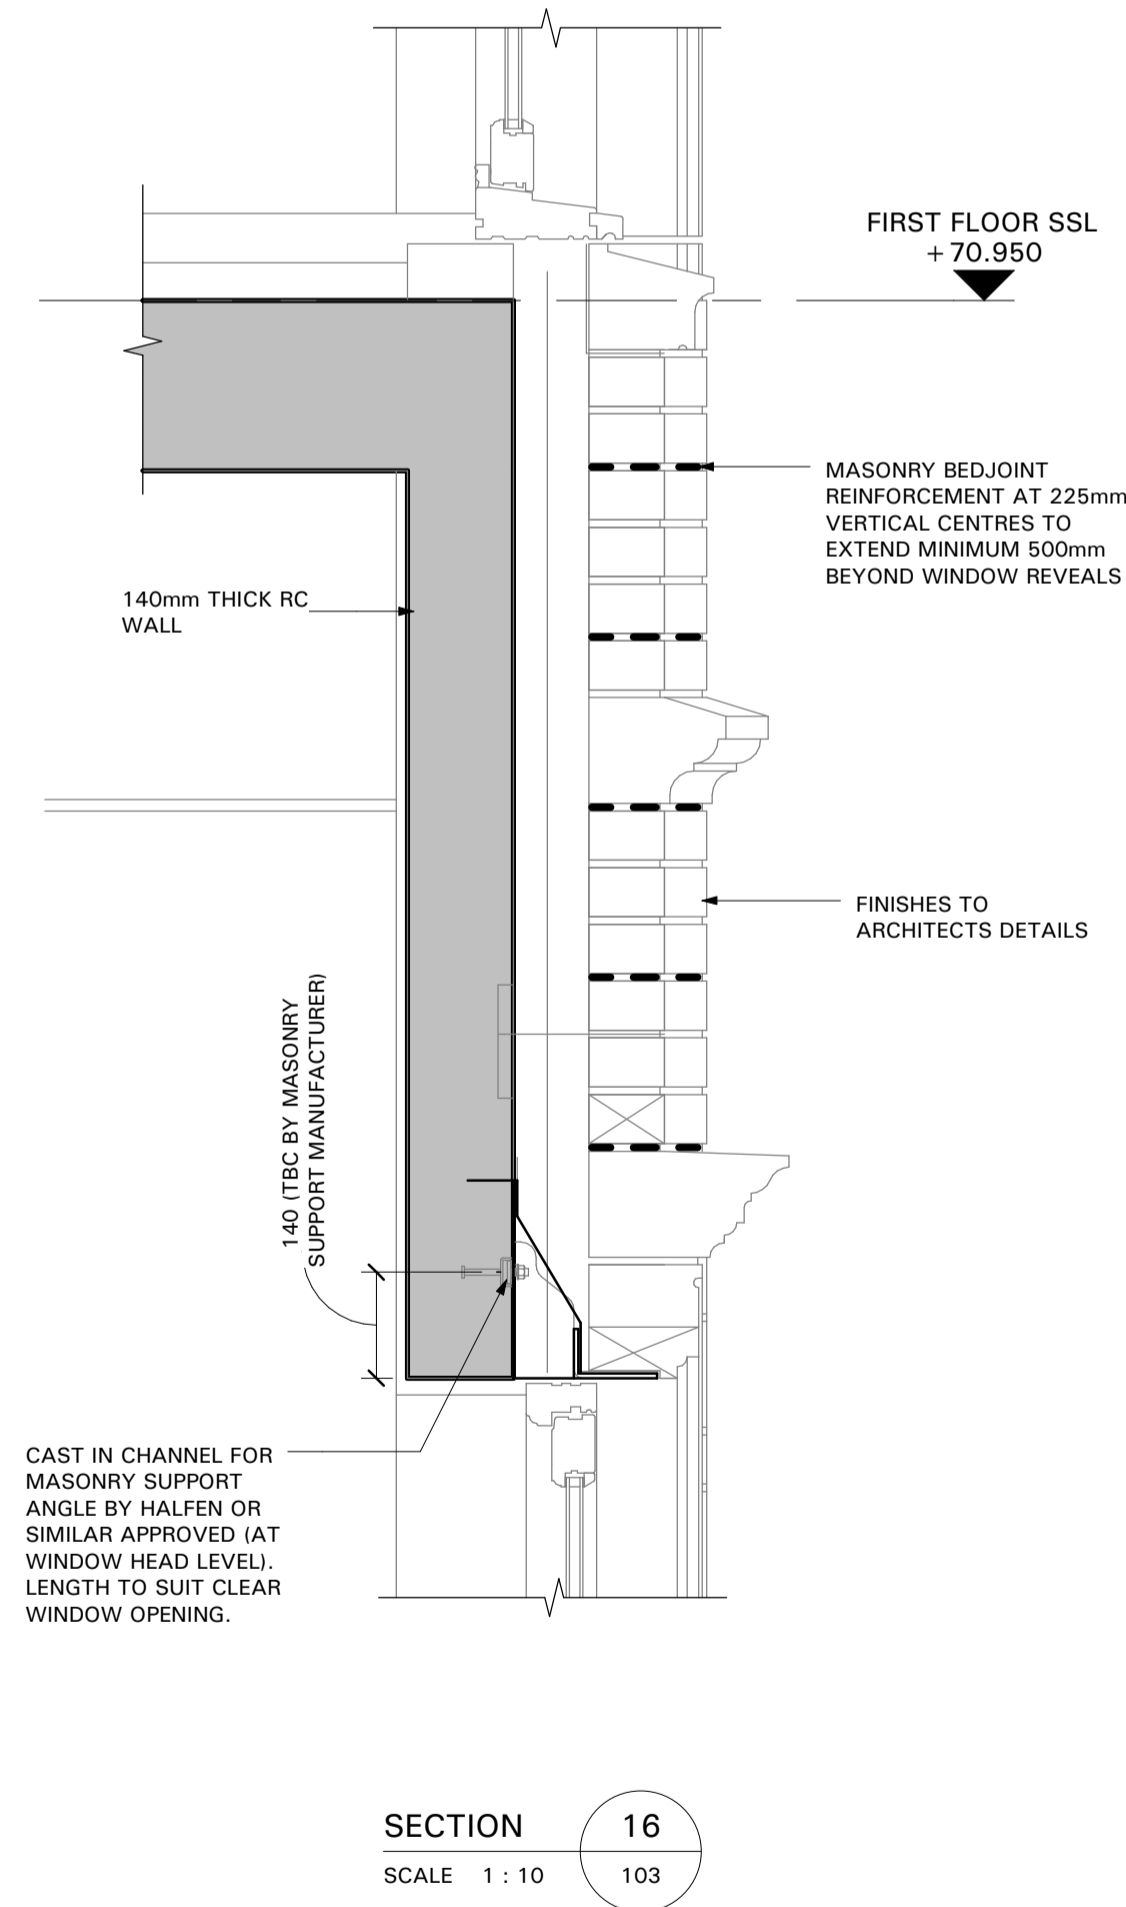 FIRST FLOOR SSL
+70.950
MASONRY BEDJOINT
REINFORCEMENT AT 225mm
VERTICAL CENTRES TO
EXTEND MINIMUM 500mm
BEYOND WINDOW REVEALS
140mm THICK RC
WALL
FINISHES TO
ARCHITECTS DETAILS
140 (TBC BY MASONRY
SUPPORT MANUFACTURER)
CAST IN CHANNEL FOR
MASONRY SUPPORT
ANGLE BY HALFEN OR
SIMILAR APPROVED (AT
WINDOW HEAD LEVEL).
LENGTH TO SUIT CLEAR
WINDOW OPENING.
SECTION 16
SCALE 1 : 10 103